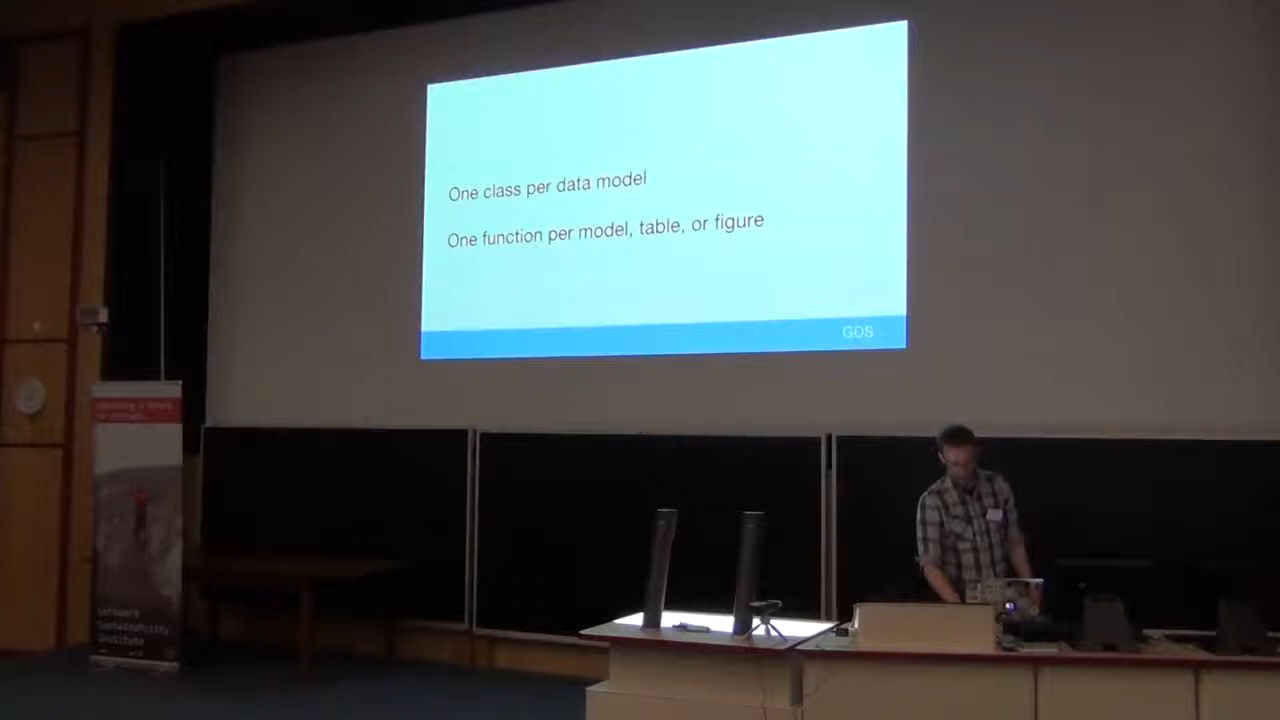 One class per data model
One function per model, table, or figure
GDS
Software
Sustainability
Institute